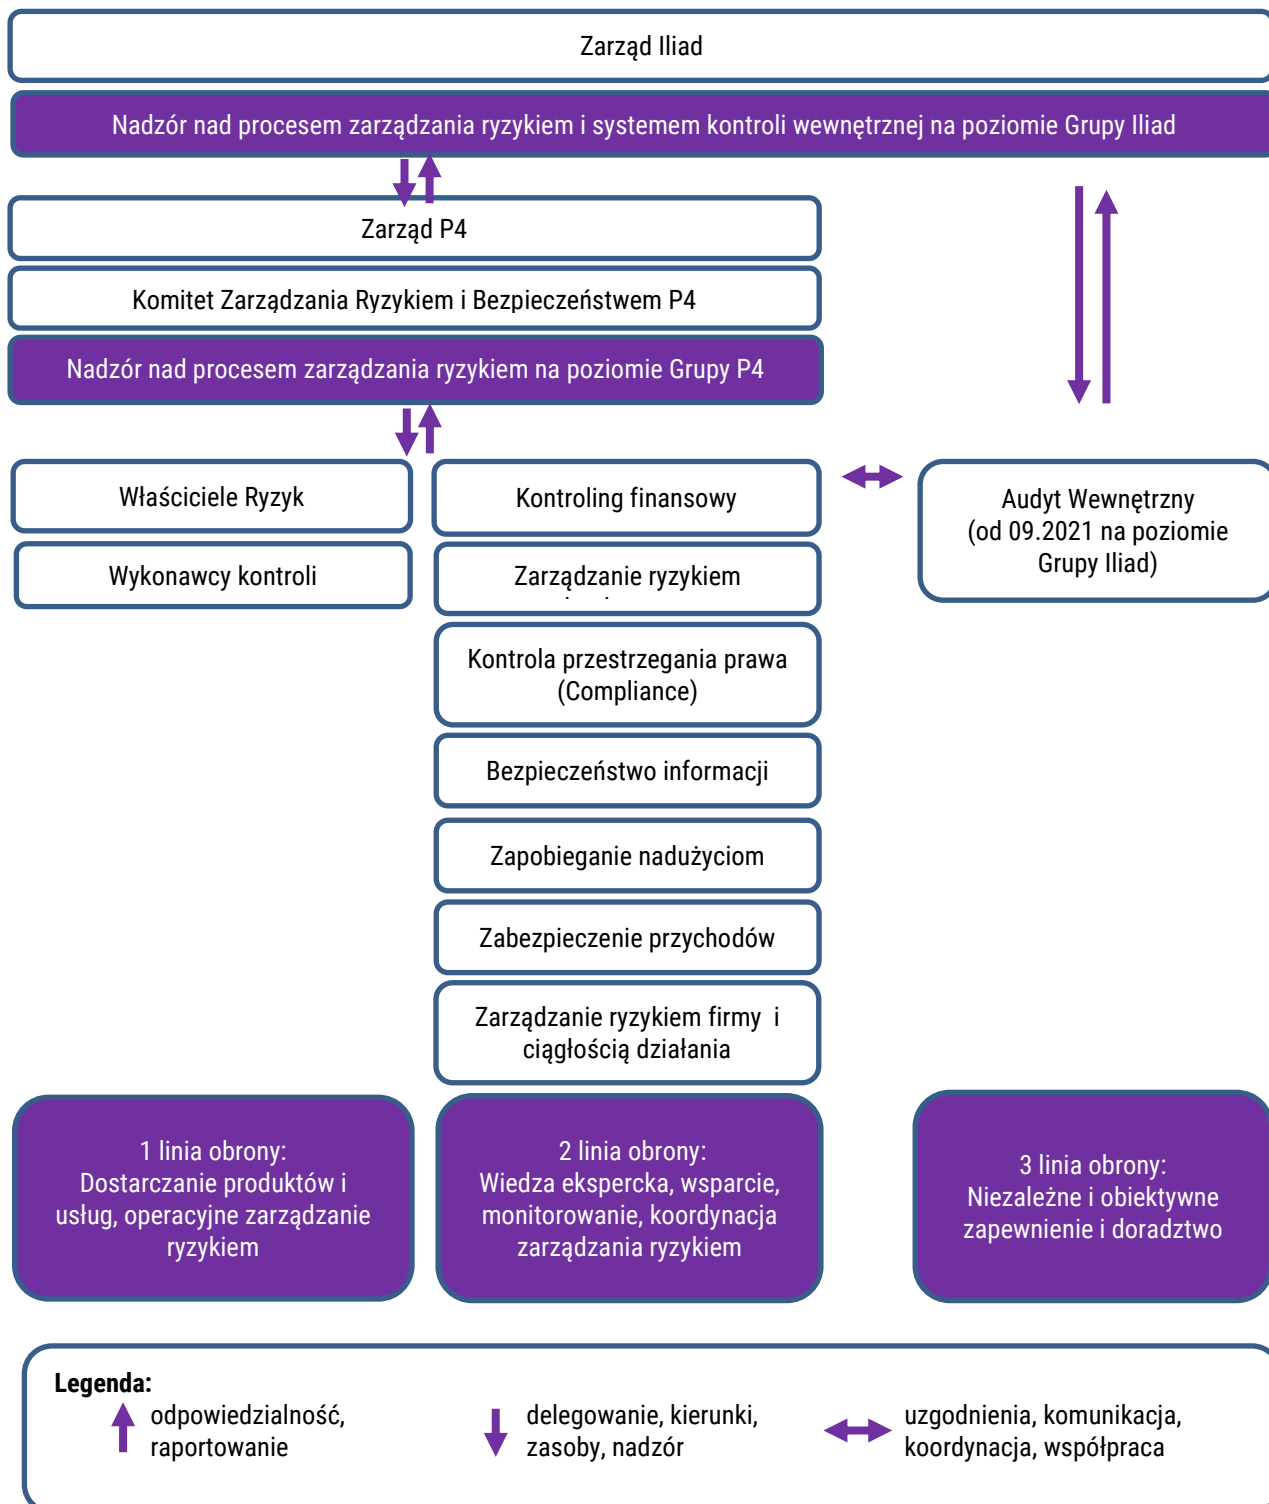 Zarząd Iliad
Nadzór nad procesem zarządzania ryzykiem i systemem kontroli wewnętrznej na poziomie Grupy Iliad
Zarząd P4
Komitet Zarządzania Ryzykiem i Bezpieczeństwem P4
Nadzór nad procesem zarządzania ryzykiem na poziomie Grupy P4
Właściciele Ryzyk
Wykonawcy kontroli
Kontroling finansowy
Zarządzanie ryzykiem
Kontrola przestrzegania prawa
(Compliance)
Bezpieczeństwo informacji
Zapobieganie nadużyciom
Zabezpieczenie przychodów
Zarządzanie ryzykiem firmy i
ciągłością działania
Audyt Wewnętrzny
(od 09.2021 na poziomie
Grupy Iliad)
1 linia obrony:
Dostarczanie produktów i
usług, operacyjne zarządzanie
ryzykiem
2 linia obrony:
Wiedza ekspercka, wsparcie,
monitorowanie, koordynacja
zarządzania ryzykiem
3 linia obrony:
Niezależne i obiektywne
zapewnienie i doradztwo
Legenda:
odpowiedzialność,
raportowanie
delegowanie, kierunki,
zasoby, nadzór
uzgodnienia, komunikacja,
koordynacja, współpraca